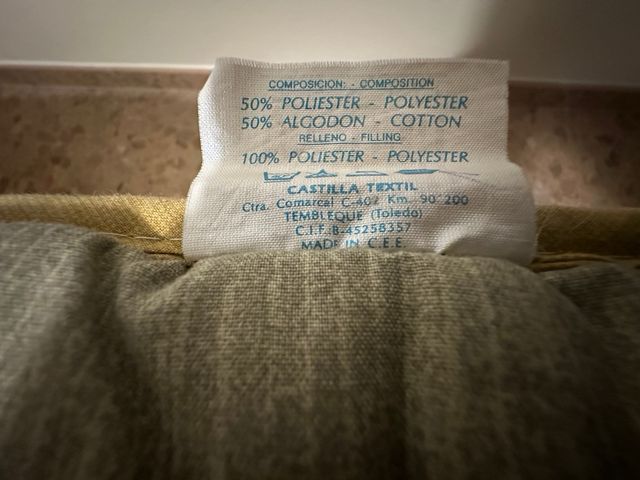 COMPOSICION: - COMPOSITION
50% POLIESTER - POLYESTER
50% ALGODON - COTTON
RELLENO - FILLING
100% POLIESTER - POLYESTER
CASTILLA TEXTIL
Ctra. Comarcal C-402 Km. 90'200
TEMBLEQUE (Toledo)
C.I.F. B-45258357
MADE IN C.E.E.